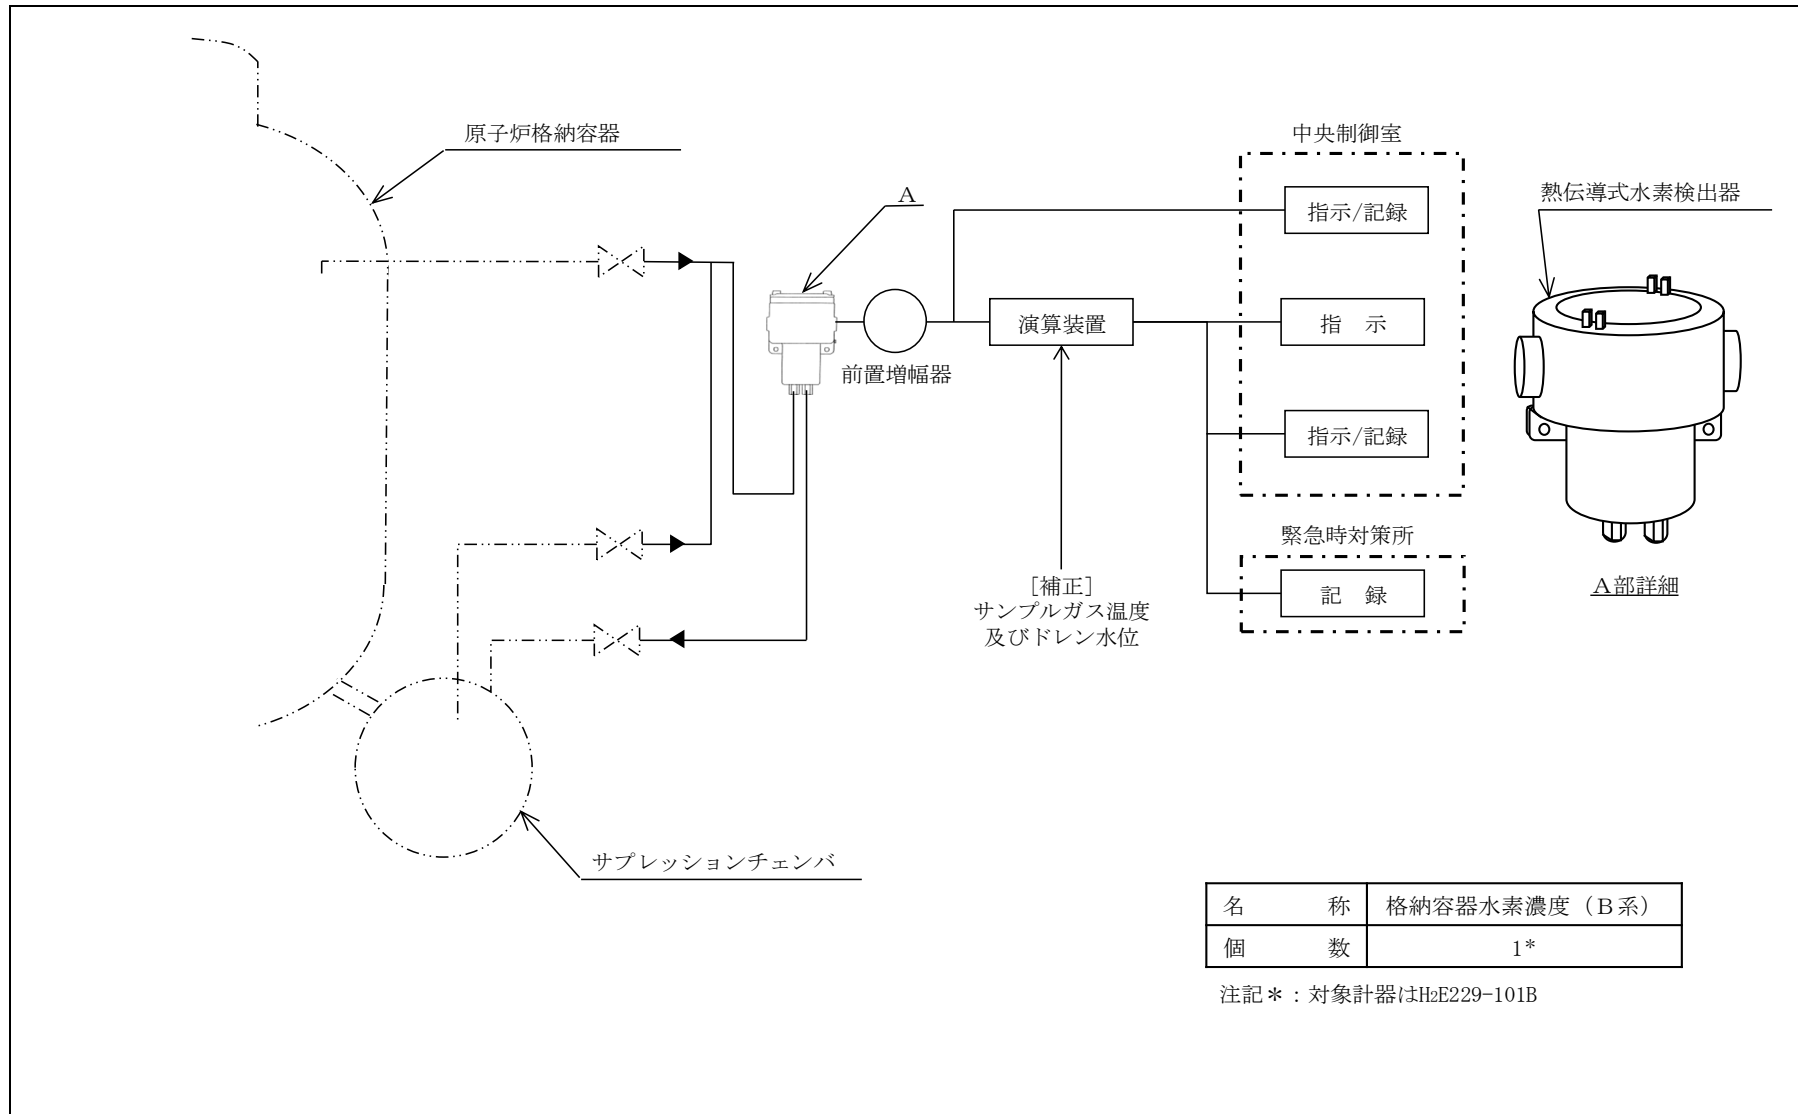 原子炉格納容器
中央制御室
A
熱伝導式水素検出器
指示/記録
演算装置
指　示
前置増幅器
指示/記録
緊急時対策所
[補正]
サンプルガス温度
及びドレン水位
記　録
A部詳細
サプレッションチェンバ
名　称　格納容器水素濃度（B系）
個　数　1*
注記＊：対象計器はH2E229-101B